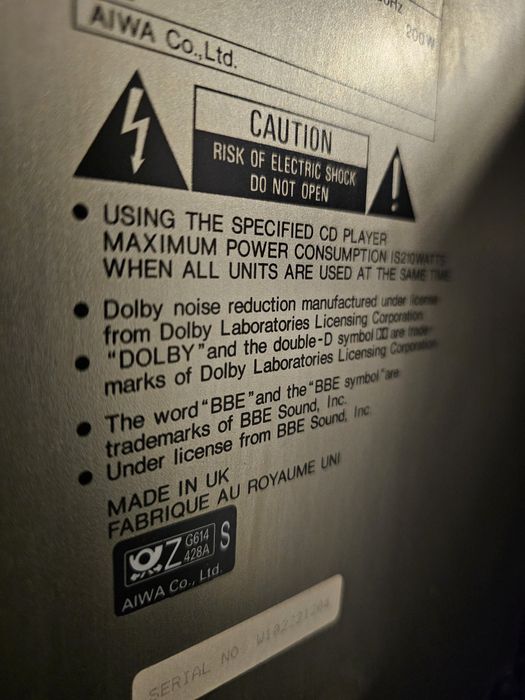 200W
AIWA Co.,Ltd.
CAUTION
RISK OF ELECTRIC SHOCK
DO NOT OPEN
• USING THE SPECIFIED CD PLAYER
MAXIMUM POWER CONSUMPTION IS210WATTS
WHEN ALL UNITS ARE USED AT THE SAME TIME
• Dolby noise reduction manufactured under license
from Dolby Laboratories Licensing Corporation
• "DOLBY"and the double-D symbol are trade
marks of Dolby Laboratories Licensing Corporation
• The word "BBE"and the "BBE symbol"are
trademarks of BBE Sound, Inc.
• Under license from BBE Sound, Inc.
MADE IN UK
FABRIQUE AU ROYAUME UNI
Z G614 S
428A
AIWA Co., Ltd.
SERIAL NO